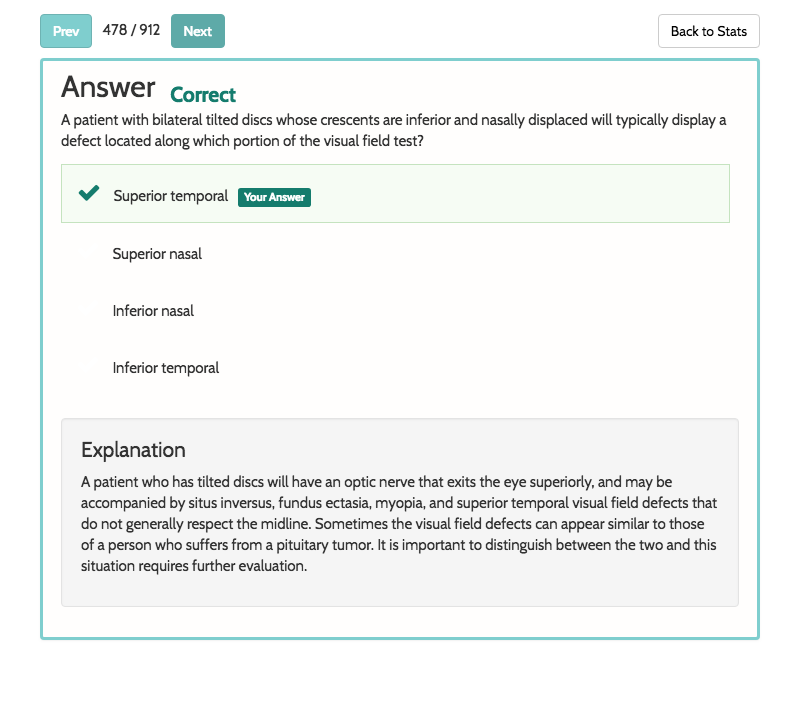 Prev 478 / 912 Next Back to Stats
Answer Correct
A patient with bilateral tilted discs whose crescents are inferior and nasally displaced will typically display a
defect located along which portion of the visual field test?
Superior temporal Your Answer
Superior nasal
Inferior nasal
Inferior temporal
Explanation
A patient who has tilted discs will have an optic nerve that exits the eye superiorly, and may be
accompanied by situs inversus, fundus ectasia, myopia, and superior temporal visual field defects that
do not generally respect the midline. Sometimes the visual field defects can appear similar to those
of a person who suffers from a pituitary tumor. It is important to distinguish between the two and this
situation requires further evaluation.